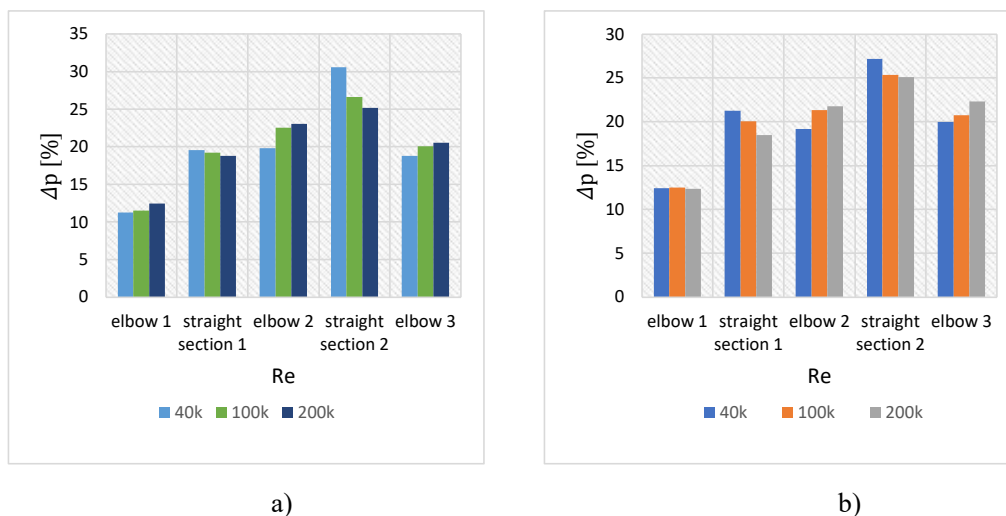 35
30
25
20
15
10
5
0
Δp [%]
elbow 1 straight elbow 2 straight elbow 3
section 1 section 2
Re
40k 100k 200k
a)
30
25
20
15
10
5
0
Δp [%]
elbow 1 straight elbow 2 straight elbow 3
section 1 section 2
Re
40k 100k 200k
b)